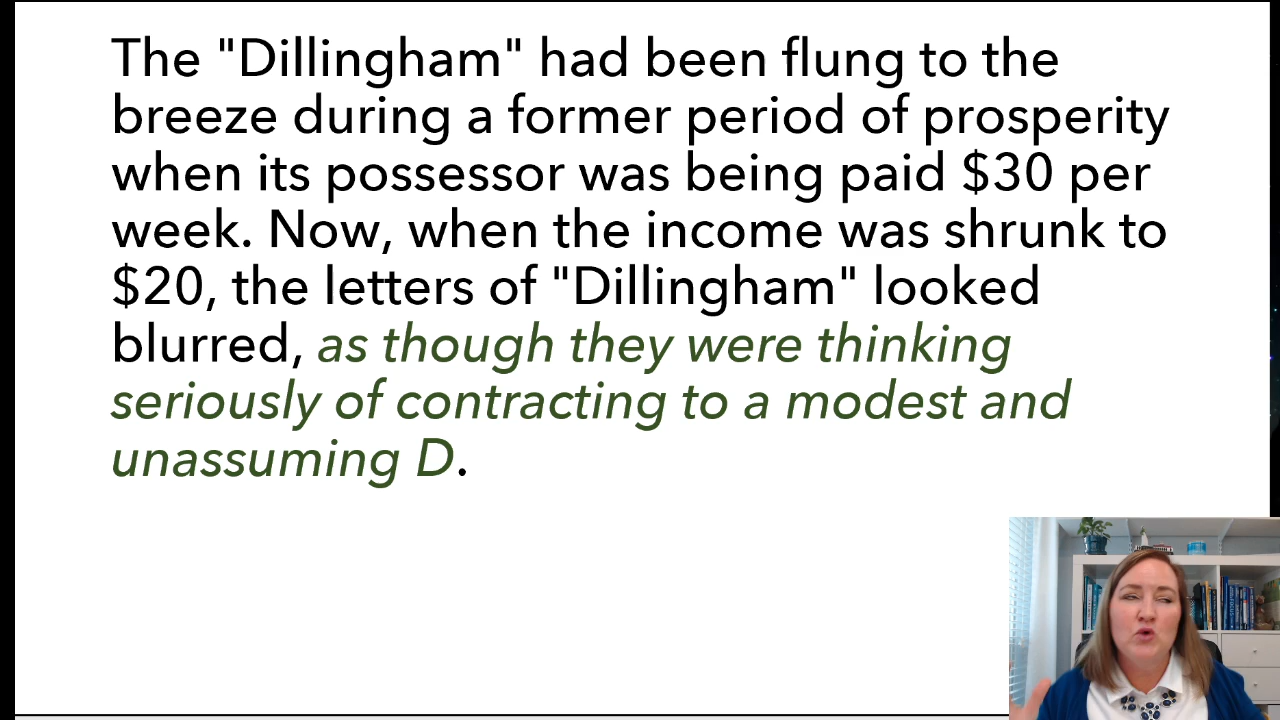 The "Dillingham" had been flung to the
breeze during a former period of prosperity
when its possessor was being paid $30 per
week. Now, when the income was shrunk to
$20, the letters of "Dillingham" looked
blurred, as though they were thinking
seriously of contracting to a modest and
unassuming D.